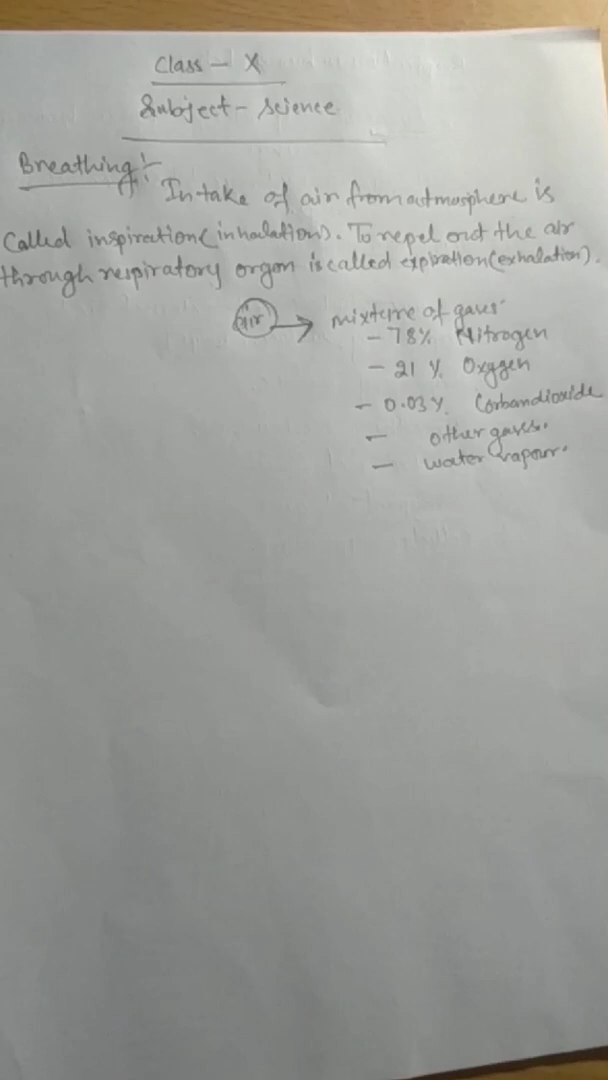 Class - X
Subject - science
Breathing:- Intake of air from atmosphere is
Called inspiration (inhalation). To repel out the air
through respiratory organ is called expiration (exhalation).
air → mixture of gases
- 78% Nitrogen
- 21 % Oxygen
- 0.03% Carbondioxide
- other gases.
- water vapour.